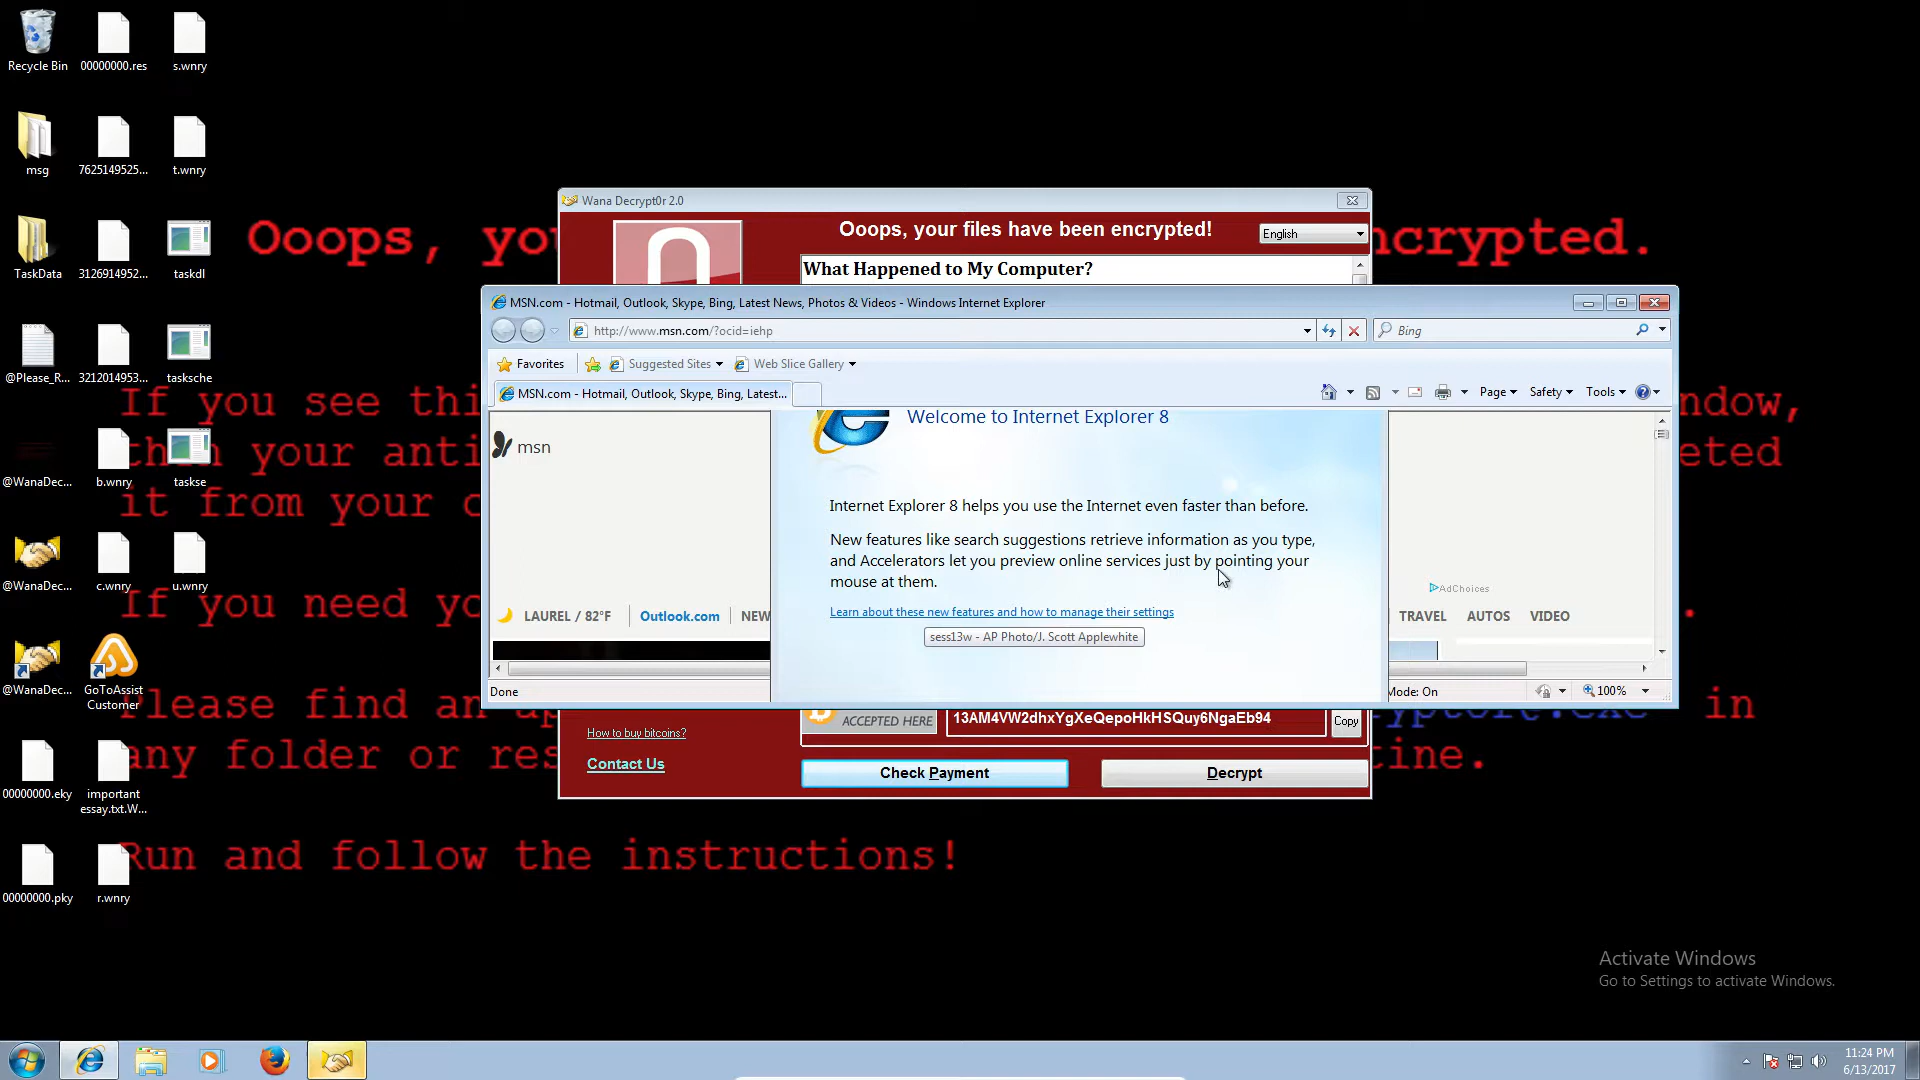 Recycle Bin
00000000.res
s.wnry
msg
7625149525...
t.wnry
TaskData
3126914952...
taskdl
@Please_R...
3212014953...
tasksche
@WanaDec...
b.wnry
taskse
@WanaDec...
c.wnry
u.wnry
@WanaDec...
GoToAssist
Customer
00000000.eky
important
essay.txt.W...
00000000.pky
r.wnry
Ooops, yo
ncrypted.
If you see thi
ndow,
then your anti
eted
it from your c
If you need yo
Please find an ap
in
any folder or res
tine.
Run and follow the instructions!
Wana Decrypt0r 2.0
Ooops, your files have been encrypted!
English
What Happened to My Computer?
MSN.com - Hotmail, Outlook, Skype, Bing, Latest News, Photos & Videos - Windows Internet Explorer
http://www.msn.com/?ocid=iehp
Bing
Favorites
Suggested Sites
Web Slice Gallery
MSN.com - Hotmail, Outlook, Skype, Bing, Latest...
Page
Safety
Tools
msn
Welcome to Internet Explorer 8
Internet Explorer 8 helps you use the Internet even faster than before.
New features like search suggestions retrieve information as you type,
and Accelerators let you preview online services just by pointing your
mouse at them.
Learn about these new features and how to manage their settings
sess13w - AP Photo/J. Scott Applewhite
AdChoices
LAUREL / 82°F
Outlook.com
NEW
TRAVEL
AUTOS
VIDEO
Done
Mode: On
100%
ACCEPTED HERE
13AM4VW2dhxYgXeQepoHkHSQuy6NgaEb94
Copy
How to buy bitcoins?
Contact Us
Check Payment
Decrypt
Activate Windows
Go to Settings to activate Windows.
11:24 PM
6/13/2017